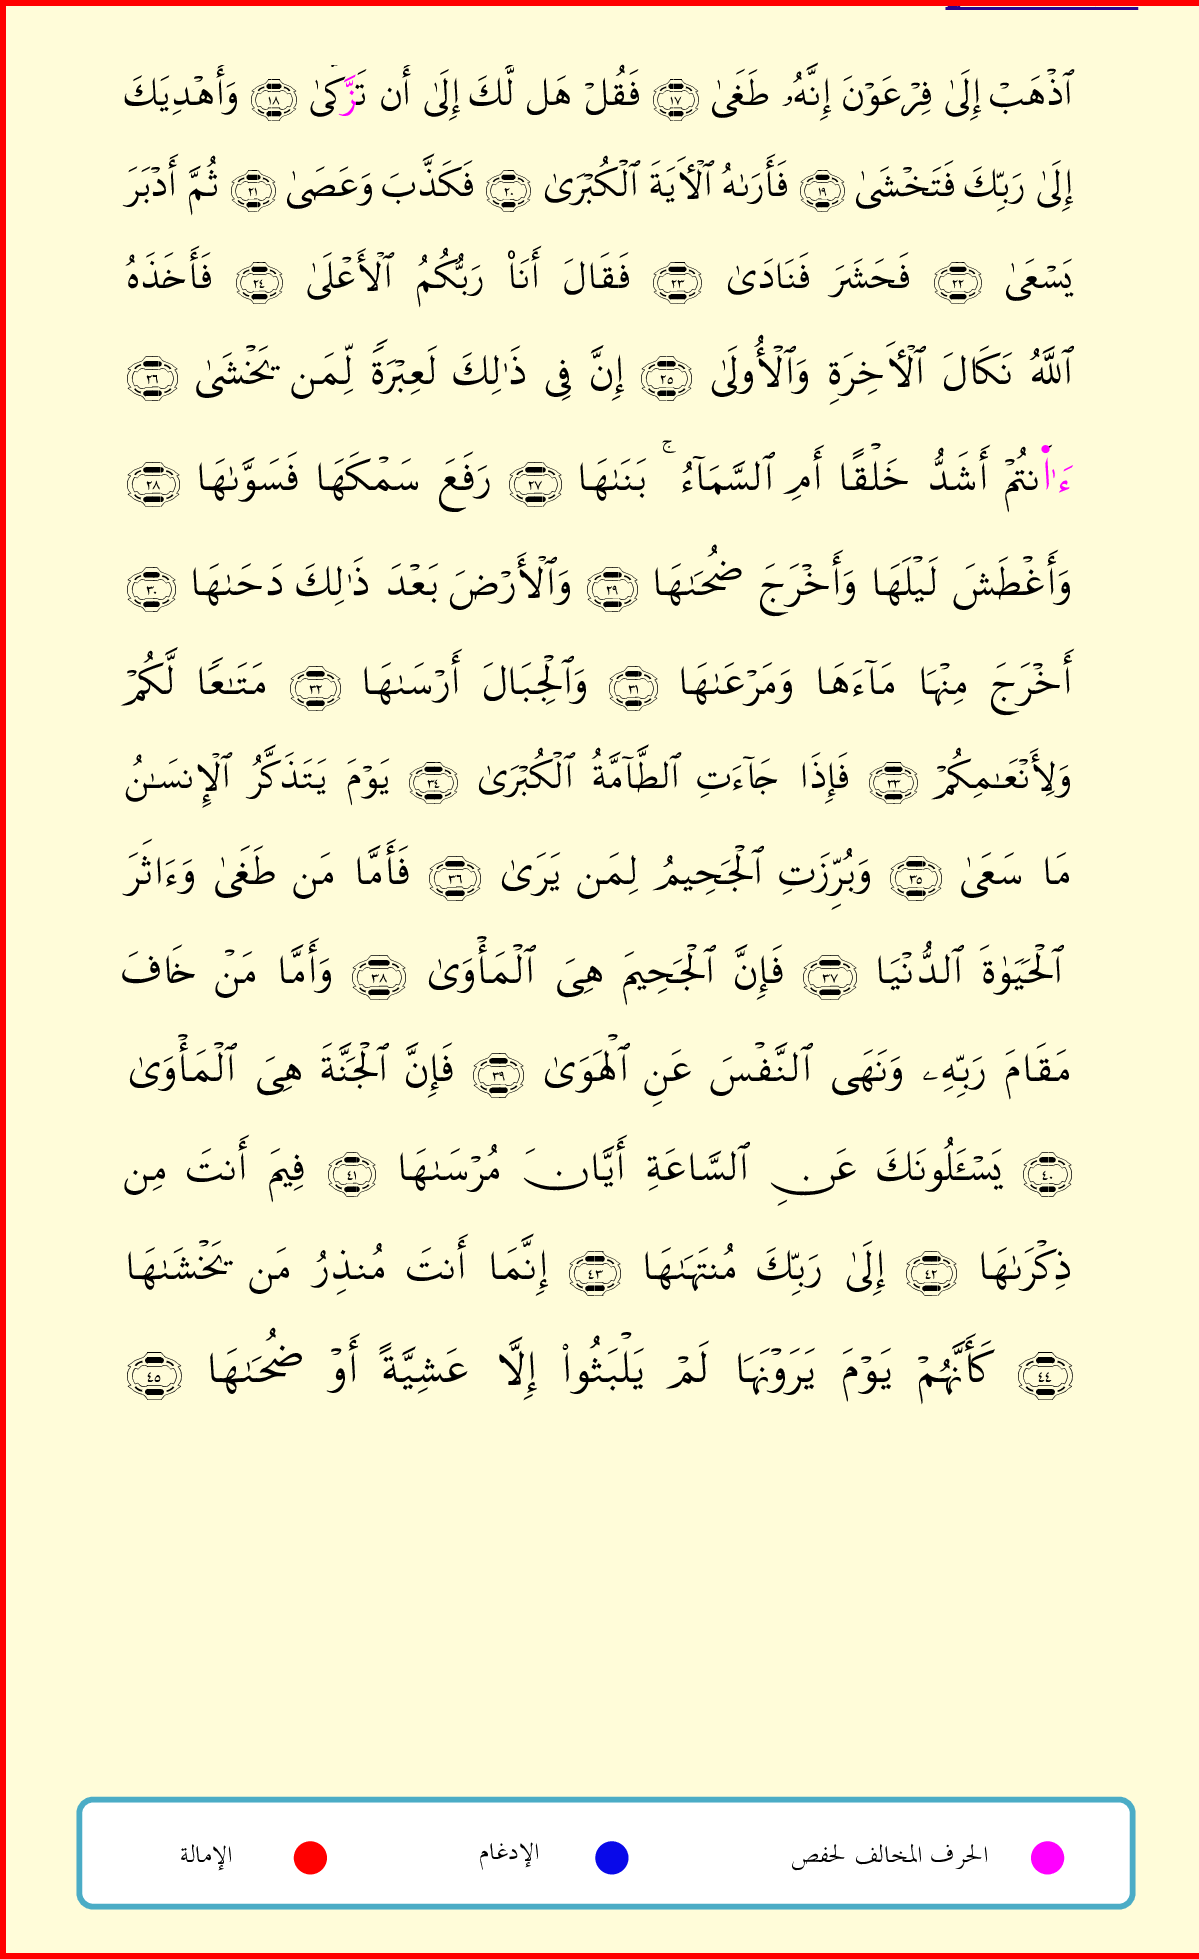 ٱذۡهَبۡ إِلَىٰ فِرۡعَوۡنَ إِنَّهُۥ طَغَىٰ ١٧ فَقُلۡ هَل لَّكَ إِلَىٰ أَن تَزَّكَىٰ ١٨ وَأَهۡدِيَكَ
إِلَىٰ رَبِّكَ فَتَخۡشَىٰ ١٩ فَأَرَىٰهُ ٱلۡأٓيَةَ ٱلۡكُبۡرَىٰ ٢٠ فَكَذَّبَ وَعَصَىٰ ٢١ ثُمَّ أَدۡبَرَ
يَسۡعَىٰ ٢٢ فَحَشَرَ فَنَادَىٰ ٢٣ فَقَالَ أَنَا۠ رَبُّكُمُ ٱلۡأَعۡلَىٰ ٢٤ فَأَخَذَهُ
ٱللَّهُ نَكَالَ ٱلۡأٓخِرَةِ وَٱلۡأُولَىٰ ٢٥ إِنَّ فِي ذَٰلِكَ لَعِبۡرَةٗ لِّمَن يَخۡشَىٰ ٢٦
ءَاٰ۬نتُمۡ أَشَدُّ خَلۡقًا أَمِ ٱلسَّمَآءُۚ بَنَىٰهَا ٢٧ رَفَعَ سَمۡكَهَا فَسَوَّىٰهَا ٢٨
وَأَغۡطَشَ لَيۡلَهَا وَأَخۡرَجَ ضُحَىٰهَا ٢٩ وَٱلۡأَرۡضَ بَعۡدَ ذَٰلِكَ دَحَىٰهَا ٣٠
أَخۡرَجَ مِنۡهَا مَآءَهَا وَمَرۡعَىٰهَا ٣١ وَٱلۡجِبَالَ أَرۡسَىٰهَا ٣٢ مَتَٰعٗا لَّكُمۡ
وَلِأَنۡعَٰمِكُمۡ ٣٣ فَإِذَا جَآءَتِ ٱلطَّآمَّةُ ٱلۡكُبۡرَىٰ ٣٤ يَوۡمَ يَتَذَكَّرُ ٱلۡإِنسَٰنُ
مَا سَعَىٰ ٣٥ وَبُرِّزَتِ ٱلۡجَحِيمُ لِمَن يَرَىٰ ٣٦ فَأَمَّا مَن طَغَىٰ وَءَاثَرَ
ٱلۡحَيَوٰةَ ٱلدُّنۡيَا ٣٧ فَإِنَّ ٱلۡجَحِيمَ هِيَ ٱلۡمَأۡوَىٰ ٣٨ وَأَمَّا مَنۡ خَافَ
مَقَامَ رَبِّهِۦ وَنَهَى ٱلنَّفۡسَ عَنِ ٱلۡهَوَىٰ ٣٩ فَإِنَّ ٱلۡجَنَّةَ هِيَ ٱلۡمَأۡوَىٰ
٤٠ يَسۡـَٔلُونَكَ عَنِ ٱلسَّاعَةِ أَيَّانَ مُرۡسَىٰهَا ٤١ فِيمَ أَنتَ مِن
ذِكۡرَىٰهَا ٤٢ إِلَىٰ رَبِّكَ مُنتَهَىٰهَا ٤٣ إِنَّمَا أَنتَ مُنذِرُ مَن يَخۡشَىٰهَا
٤٤ كَأَنَّهُمۡ يَوۡمَ يَرَوۡنَهَا لَمۡ يَلۡبَثُواْ إِلَّا عَشِيَّةً أَوۡ ضُحَىٰهَا ٤٥
الحرف المخالف لحفص الإدغام الإمالة